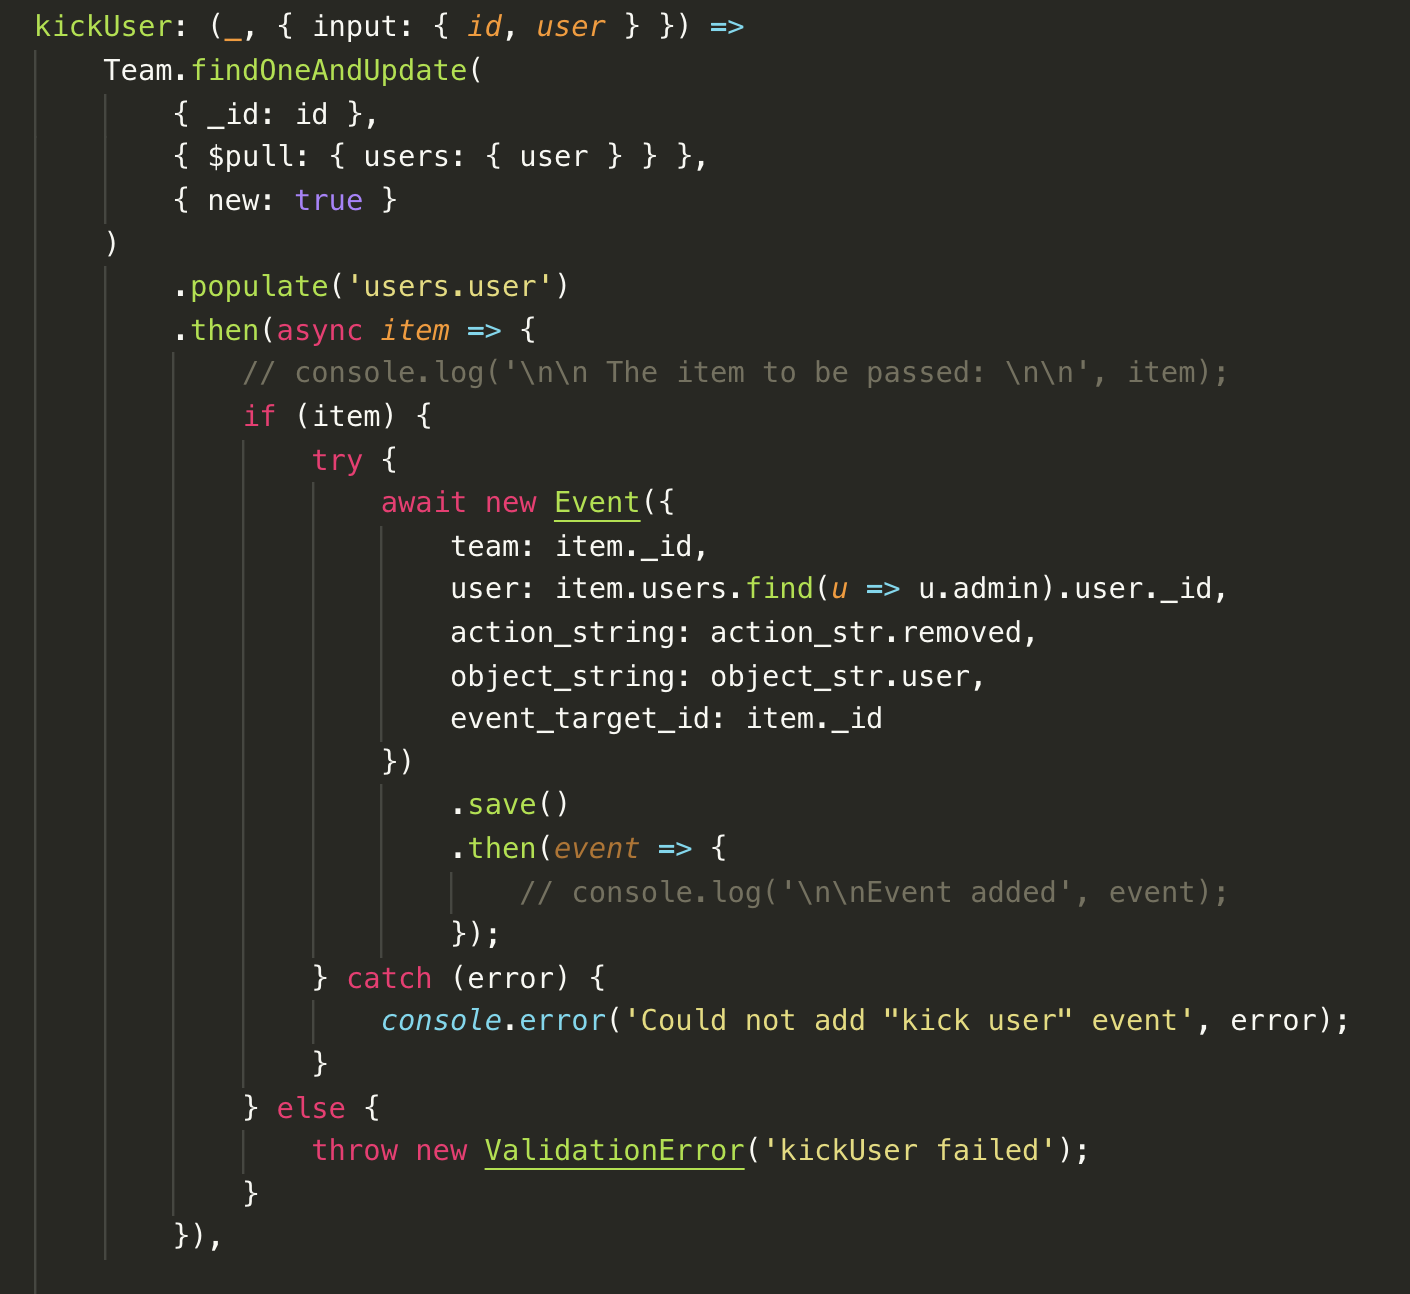 kickUser: (_, { input: { id, user } }) =>
    Team.findOneAndUpdate(
        { _id: id },
        { $pull: { users: { user } } },
        { new: true }
    )
        .populate('users.user')
        .then(async item => {
            // console.log('\n\n The item to be passed: \n\n', item);
            if (item) {
                try {
                    await new Event({
                        team: item._id,
                        user: item.users.find(u => u.admin).user._id,
                        action_string: action_str.removed,
                        object_string: object_str.user,
                        event_target_id: item._id
                    })
                        .save()
                        .then(event => {
                            // console.log('\n\nEvent added', event);
                        });
                } catch (error) {
                    console.error('Could not add "kick user" event', error);
                }
            } else {
                throw new ValidationError('kickUser failed');
            }
        }),